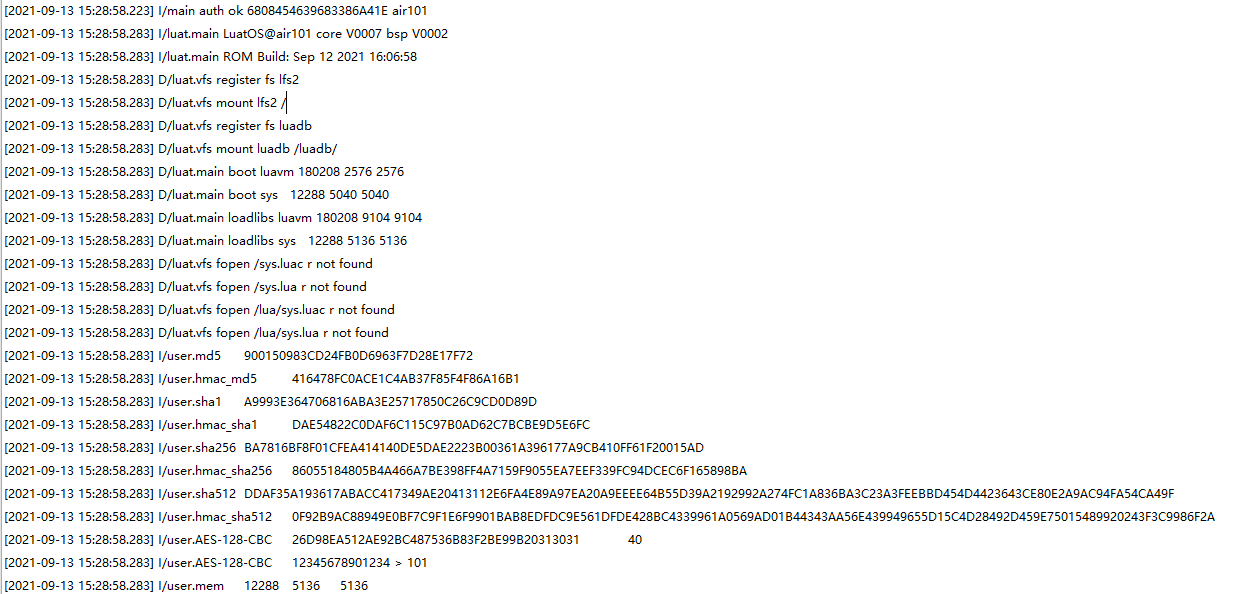 [2021-09-13 15:28:58.223] I/main auth ok 6808454639683386A41E air101
[2021-09-13 15:28:58.283] I/luat.main LuatOS@air101 core V0007 bsp V0002
[2021-09-13 15:28:58.283] I/luat.main ROM Build: Sep 12 2021 16:06:58
[2021-09-13 15:28:58.283] D/luat.vfs register fs lfs2
[2021-09-13 15:28:58.283] D/luat.vfs mount lfs2 /
[2021-09-13 15:28:58.283] D/luat.vfs register fs luadb
[2021-09-13 15:28:58.283] D/luat.vfs mount luadb /luadb/
[2021-09-13 15:28:58.283] D/luat.main boot luavm 180208 2576 2576
[2021-09-13 15:28:58.283] D/luat.main boot sys   12288 5040 5040
[2021-09-13 15:28:58.283] D/luat.main loadlibs luavm 180208 9104 9104
[2021-09-13 15:28:58.283] D/luat.main loadlibs sys   12288 5136 5136
[2021-09-13 15:28:58.283] D/luat.vfs fopen /sys.luac r not found
[2021-09-13 15:28:58.283] D/luat.vfs fopen /sys.lua r not found
[2021-09-13 15:28:58.283] D/luat.vfs fopen /lua/sys.luac r not found
[2021-09-13 15:28:58.283] D/luat.vfs fopen /lua/sys.lua r not found
[2021-09-13 15:28:58.283] I/user.md5 900150983CD24FB0D6963F7D28E17F72
[2021-09-13 15:28:58.283] I/user.hmac_md5 416478FC0ACE1C4AB37F85F4F86A16B1
[2021-09-13 15:28:58.283] I/user.sha1 A9993E364706816ABA3E25717850C26C9CD0D89D
[2021-09-13 15:28:58.283] I/user.hmac_sha1 DAE54822C0DAF6C115C97B0AD62C7BCBE9D5E6FC
[2021-09-13 15:28:58.283] I/user.sha256 BA7816BF8F01CFEA414140DE5DAE2223B00361A396177A9CB410FF61F20015AD
[2021-09-13 15:28:58.283] I/user.hmac_sha256 86055184805B4A466A7BE398FF4A7159F9055EA7EEF339FC94DCEC6F165898BA
[2021-09-13 15:28:58.283] I/user.sha512 DDAF35A193617ABACC417349AE20413112E6FA4E89A97EA20A9EEEE64B55D39A2192992A274FC1A836BA3C23A3FEEBBD454D4423643CE80E2A9AC94FA54CA49F
[2021-09-13 15:28:58.283] I/user.hmac_sha512 0F92B9AC88949E0BF7C9F1E6F9901BAB8EDFDC9E561DFDE428BC4339961A0569AD01B44343AA56E439949655D15C4D28492D459E75015489920243F3C9986F2A
[2021-09-13 15:28:58.283] I/user.AES-128-CBC 26D98EA512AE92BC487536B83F2BE99B20313031 40
[2021-09-13 15:28:58.283] I/user.AES-128-CBC 12345678901234 > 101
[2021-09-13 15:28:58.283] I/user.mem 12288 5136 5136